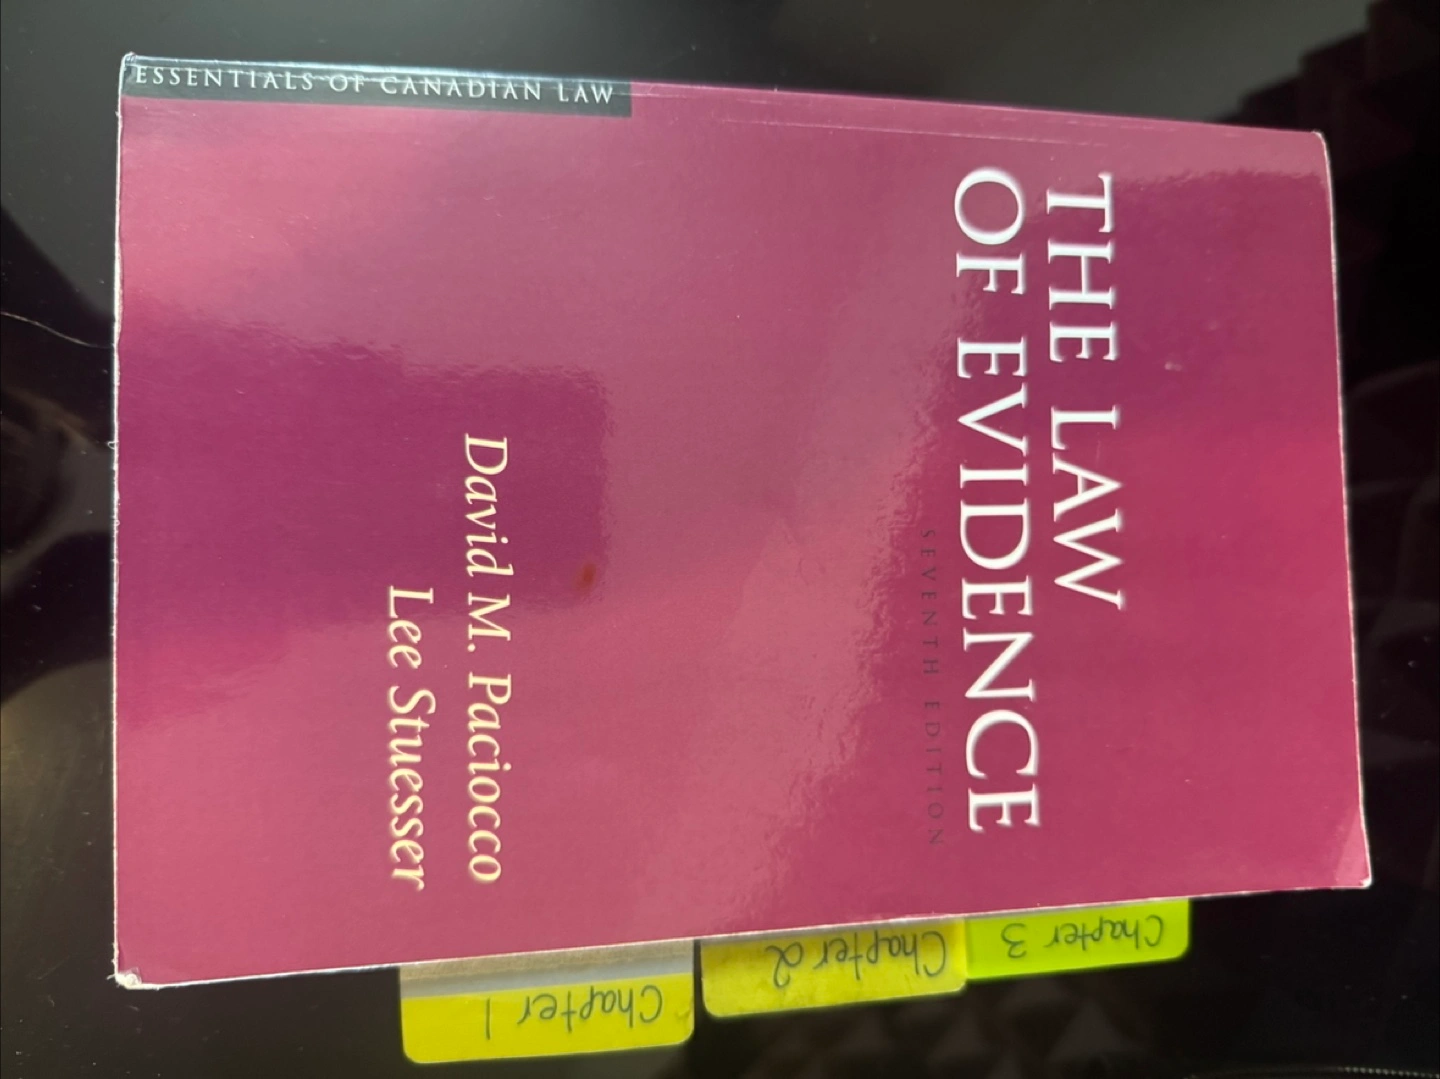 ESSENTIALS OF CANADIAN LAW
THE LAW
OF EVIDENCE
SEVENTH EDITION
David M. Paciocco
Lee Stuesser
Chapter 1
Chapter 2
Chapter 3